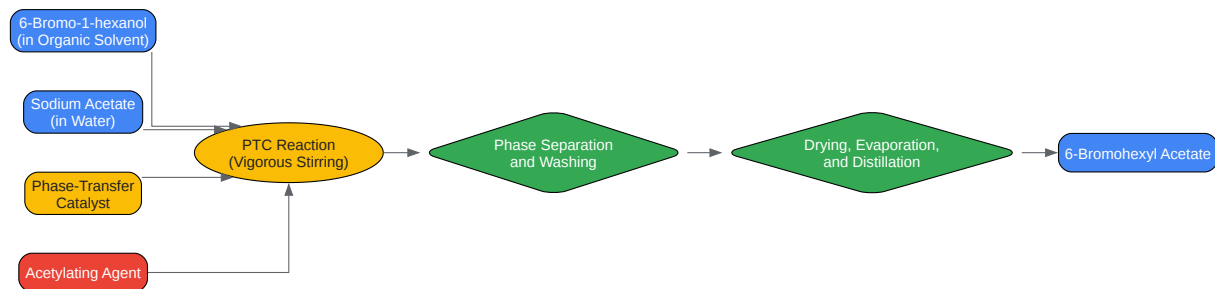 6-Bromo-1-hexanol
(in Organic Solvent)
Sodium Acetate
(in Water)
Phase-Transfer
Catalyst
Acetylating Agent
PTC Reaction
(Vigorous Stirring)
Phase Separation
and Washing
Drying, Evaporation,
and Distillation
6-Bromohexyl Acetate